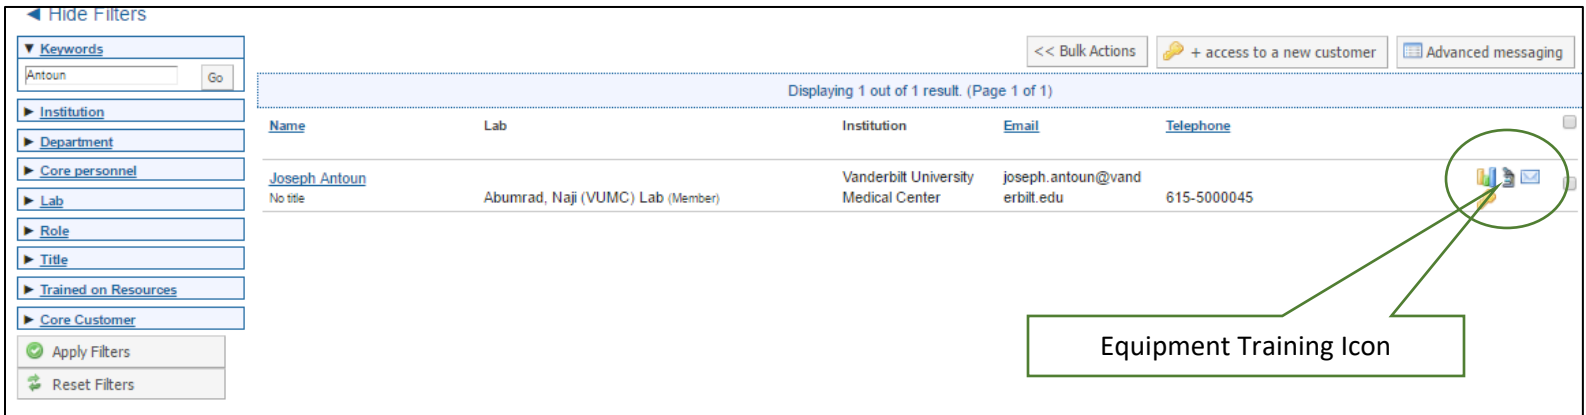 ◄ Hide Filters
▼ Keywords
Antoun Go
► Institution
► Department
► Core personnel
► Lab
► Role
► Title
► Trained on Resources
► Core Customer
Apply Filters
Reset Filters
<< Bulk Actions + access to a new customer Advanced messaging
Displaying 1 out of 1 result. (Page 1 of 1)
Name Lab Institution Email Telephone
Joseph Antoun Vanderbilt University joseph.antoun@vand
No title Abumrad, Naji (VUMC) Lab (Member) Medical Center erbilt.edu 615-5000045
Equipment Training Icon